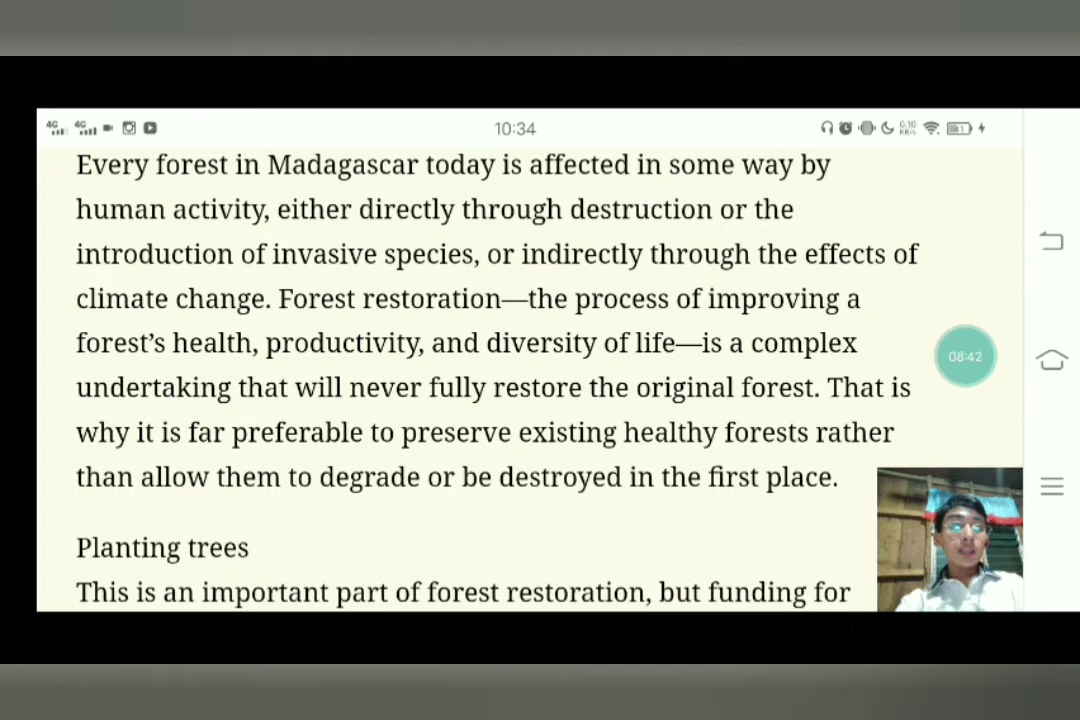 10:34
Every forest in Madagascar today is affected in some way by
human activity, either directly through destruction or the
introduction of invasive species, or indirectly through the effects of
climate change. Forest restoration—the process of improving a
forest’s health, productivity, and diversity of life—is a complex
undertaking that will never fully restore the original forest. That is
why it is far preferable to preserve existing healthy forests rather
than allow them to degrade or be destroyed in the first place.
08:42
Planting trees
This is an important part of forest restoration, but funding for